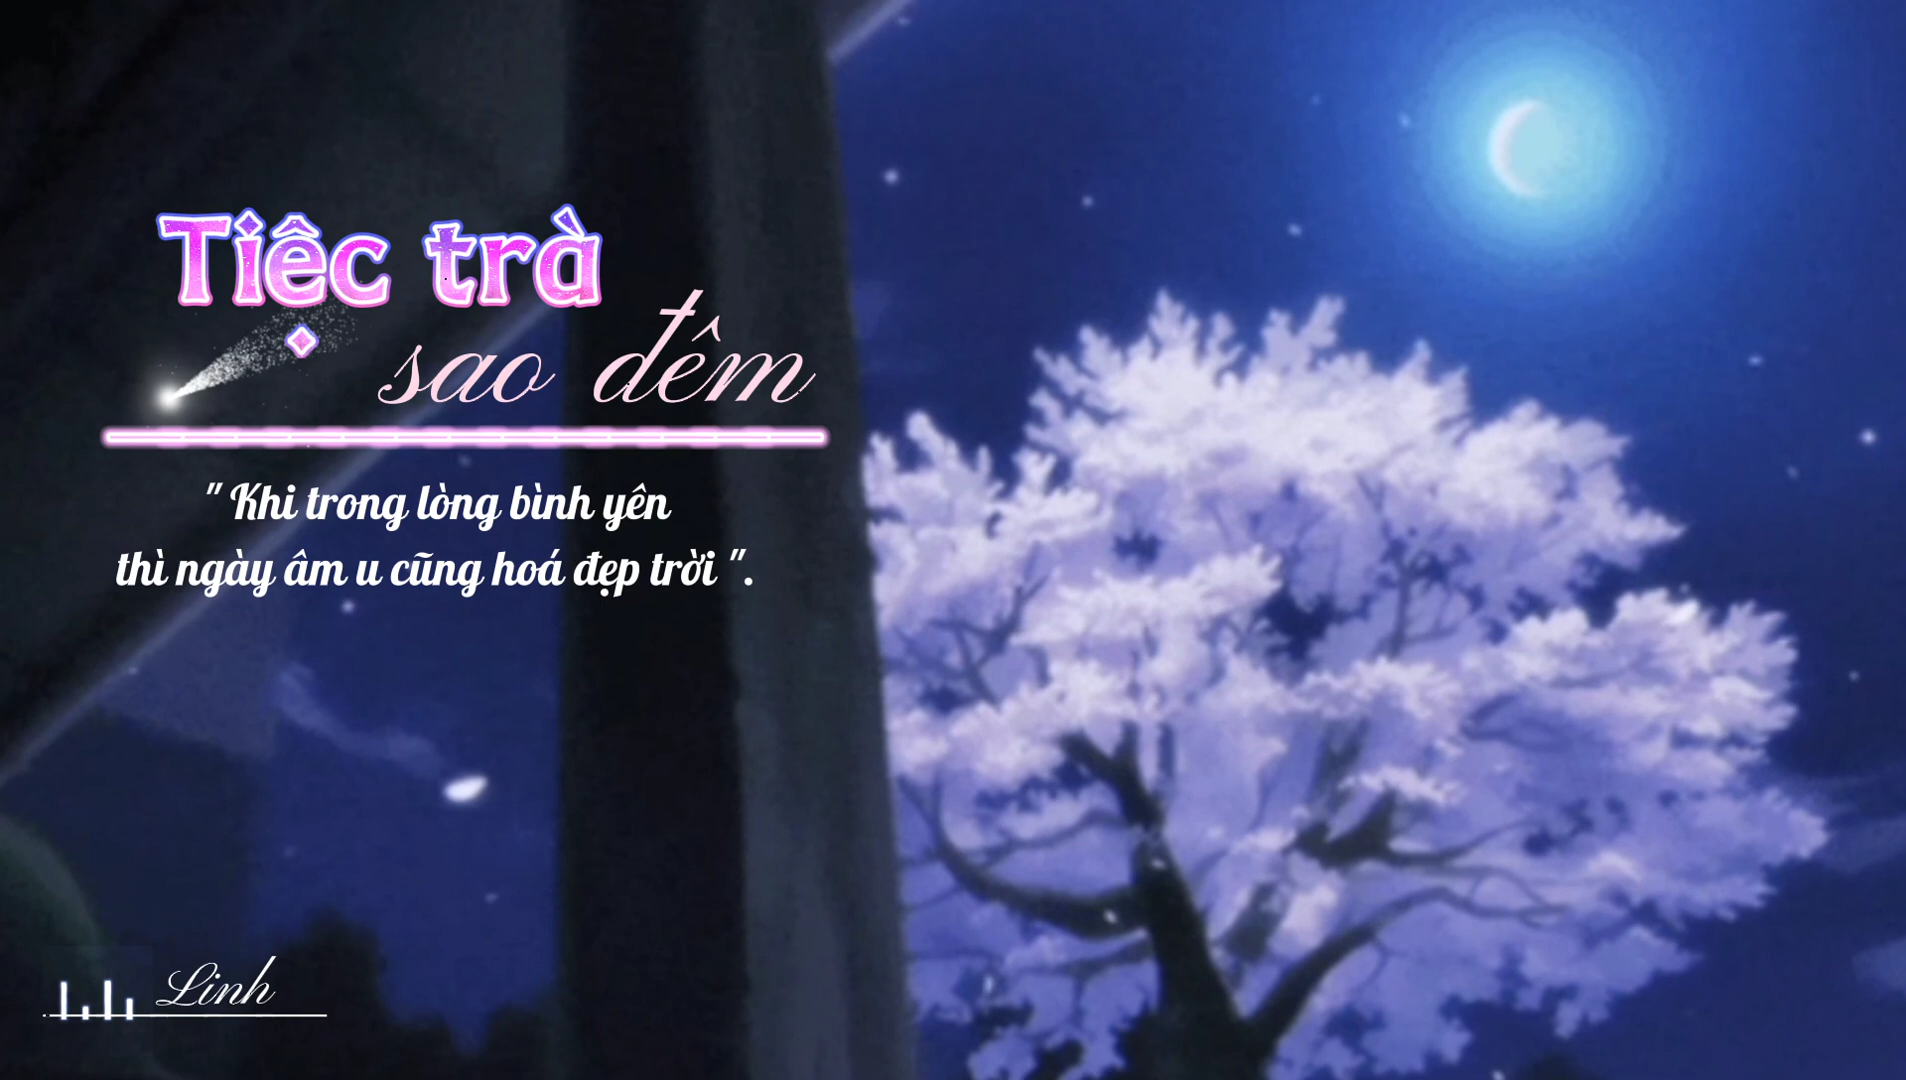 Tiệc trà
sao đêm
" Khi trong lòng bình yên
thì ngày âm u cũng hoá đẹp trời ".
Linh